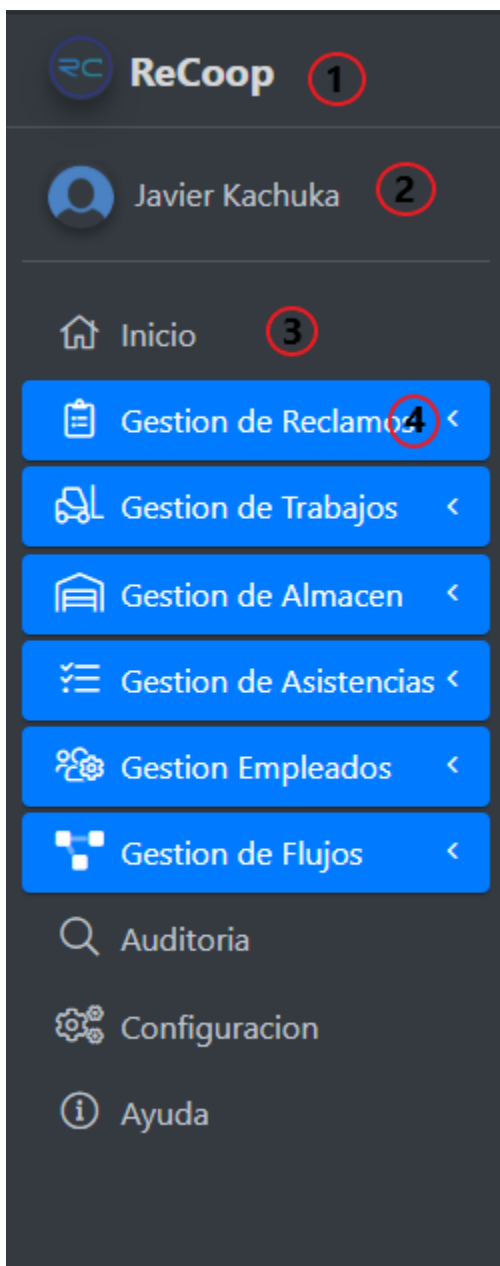 RC ReCoop 1
Javier Kachuka 2
Inicio 3
Gestion de Reclamos 4
Gestion de Trabajos
Gestion de Almacen
Gestion de Asistencias
Gestion Empleados
Gestion de Flujos
Auditoria
Configuracion
Ayuda